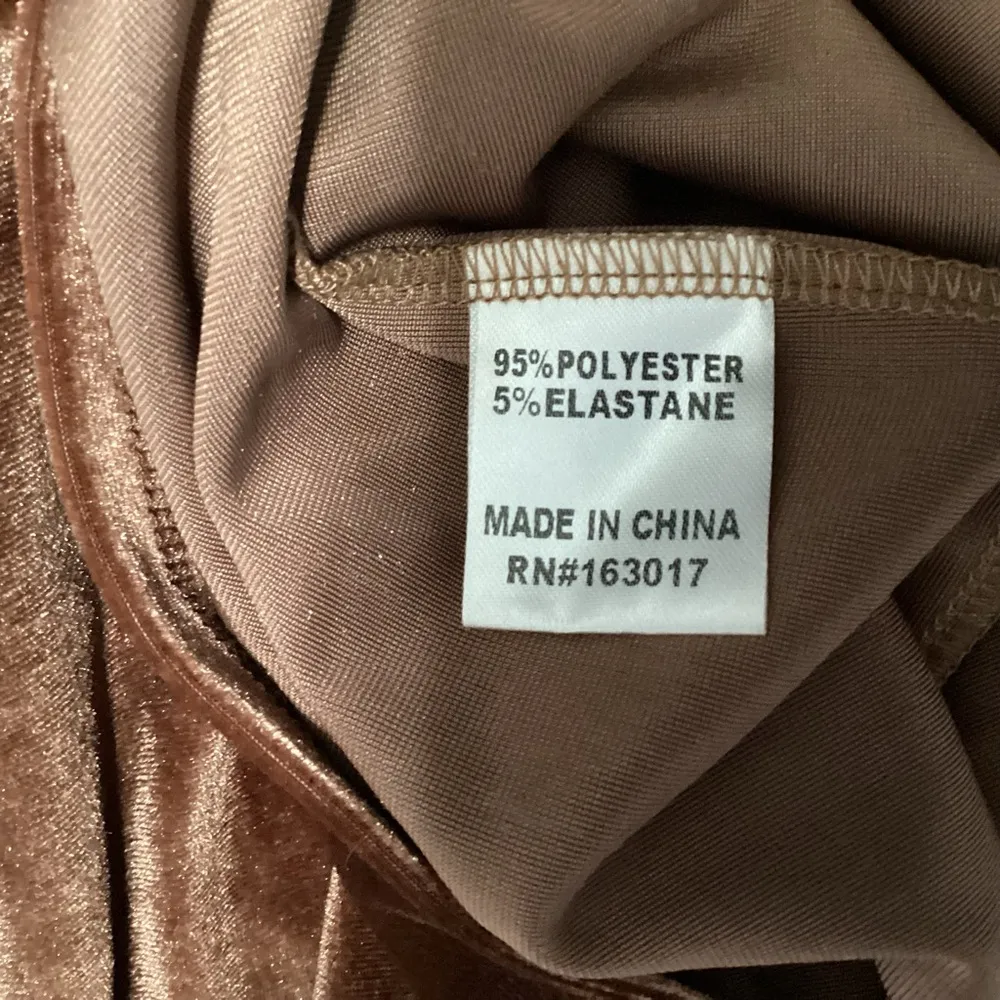 95%POLYESTER
5%ELASTANE
MADE IN CHINA
RN#163017